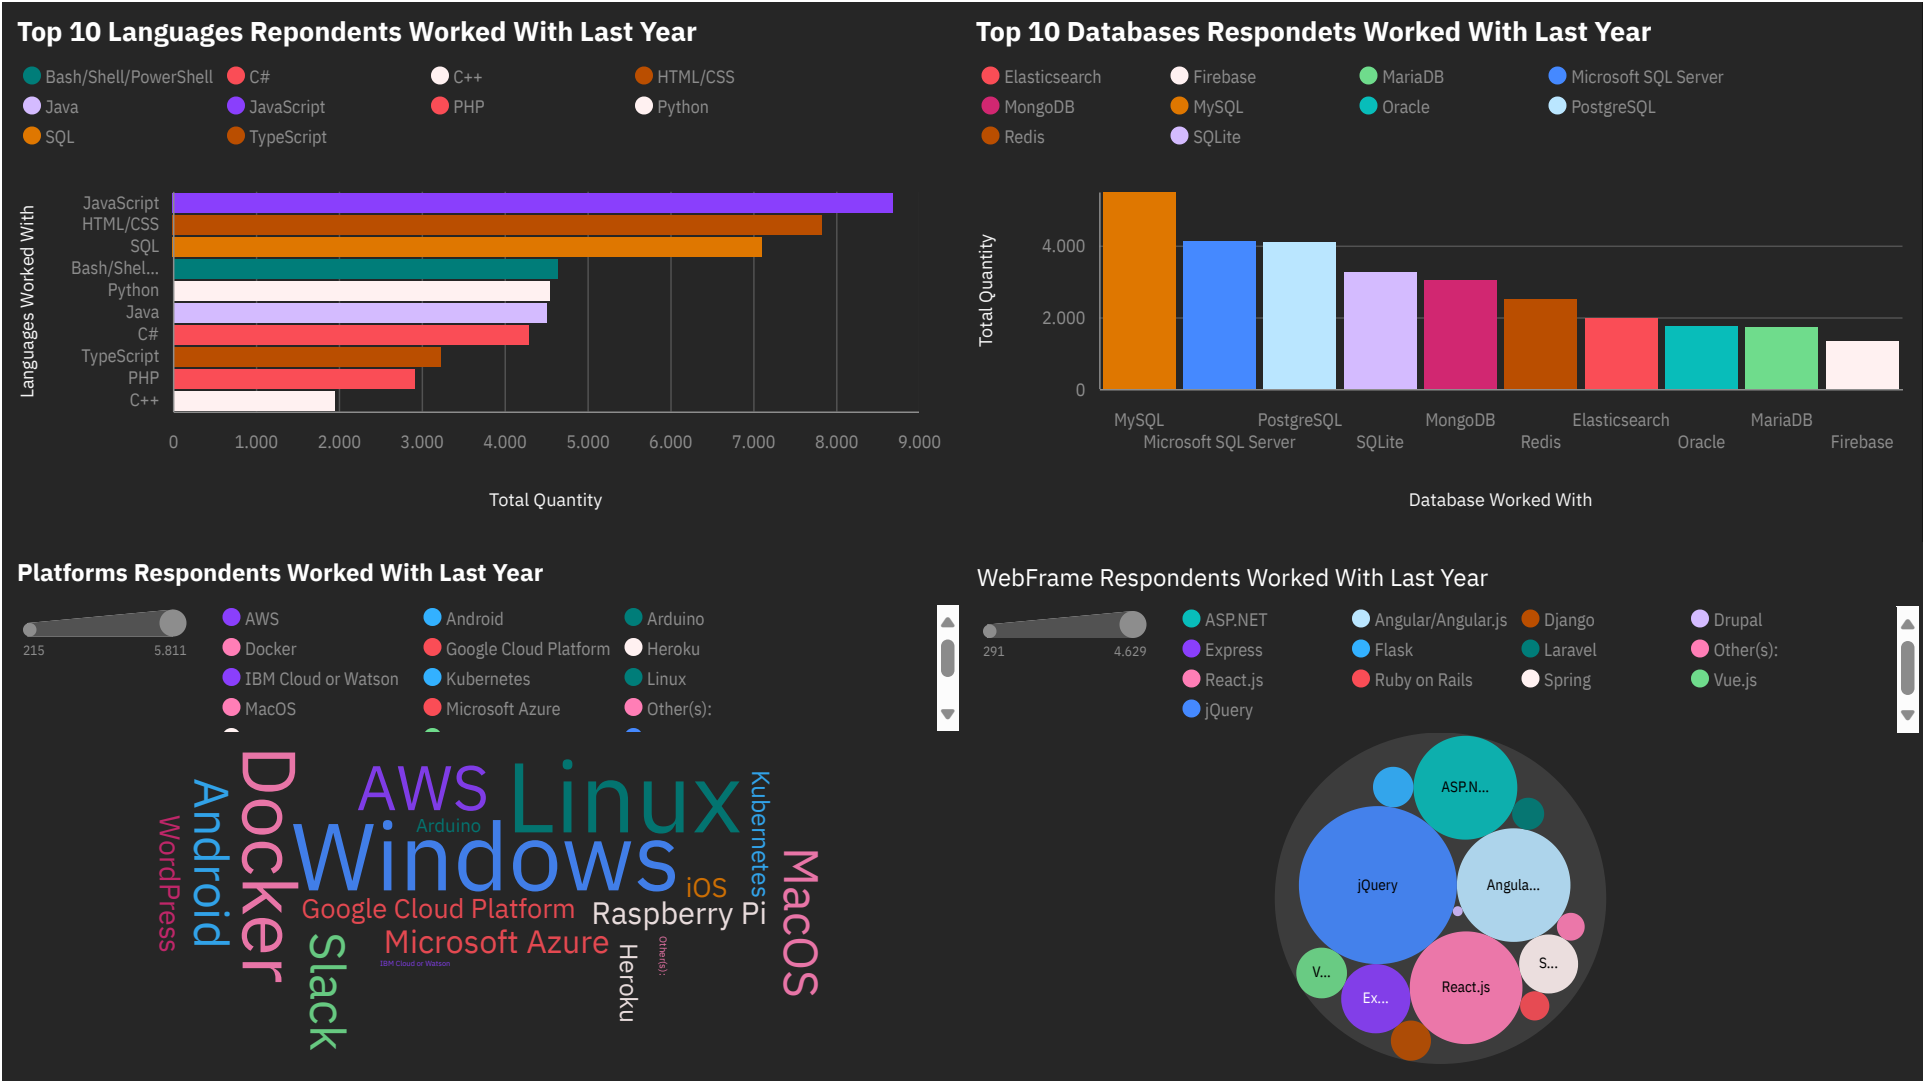 Top 10 Languages Repondents Worked With Last Year
Bash/Shell/PowerShell C# C++ HTML/CSS
Java JavaScript PHP Python
SQL TypeScript
Languages Worked With
JavaScript
HTML/CSS
SQL
Bash/Shel...
Python
Java
C#
TypeScript
PHP
C++
0 1.000 2.000 3.000 4.000 5.000 6.000 7.000 8.000 9.000
Total Quantity
Top 10 Databases Respondets Worked With Last Year
Elasticsearch Firebase MariaDB Microsoft SQL Server
MongoDB MySQL Oracle PostgreSQL
Redis SQLite
Total Quantity
4.000
2.000
0
MySQL PostgreSQL MongoDB Elasticsearch MariaDB
Microsoft SQL Server SQLite Redis Oracle Firebase
Database Worked With
Platforms Respondents Worked With Last Year
215 5.811
AWS Android Arduino
Docker Google Cloud Platform Heroku
IBM Cloud or Watson Kubernetes Linux
MacOS Microsoft Azure Other(s):
WordPress
Android
Docker
AWS
Linux
Kubernetes
Arduino
Windows
iOS
MacOS
Google Cloud Platform
Raspberry Pi
Microsoft Azure
Slack
IBM Cloud or Watson
Heroku
Other(s):
WebFrame Respondents Worked With Last Year
291 4.629
ASP.NET Angular/Angular.js Django Drupal
Express Flask Laravel Other(s):
React.js Ruby on Rails Spring Vue.js
jQuery
ASP.N...
jQuery
Angula...
V...
Ex...
React.js
S...